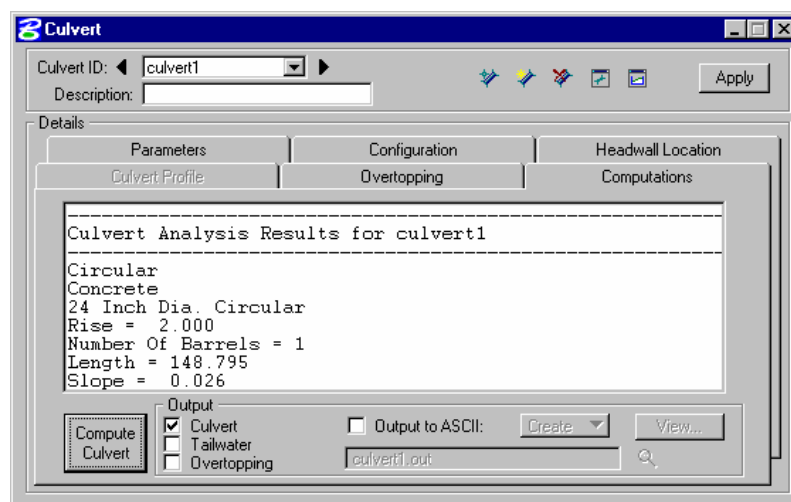 Culvert
Culvert ID: culvert1
Description:
Apply
Details
Parameters Configuration Headwall Location
Culvert Profile Overtopping Computations
Culvert Analysis Results for culvert1
Circular
Concrete
24 Inch Dia. Circular
Rise = 2.000
Number Of Barrels = 1
Length = 148.795
Slope = 0.026
Output
Compute Culvert
Culvert
Tailwater
Overtopping
Output to ASCII: Create View...
culvert1.out